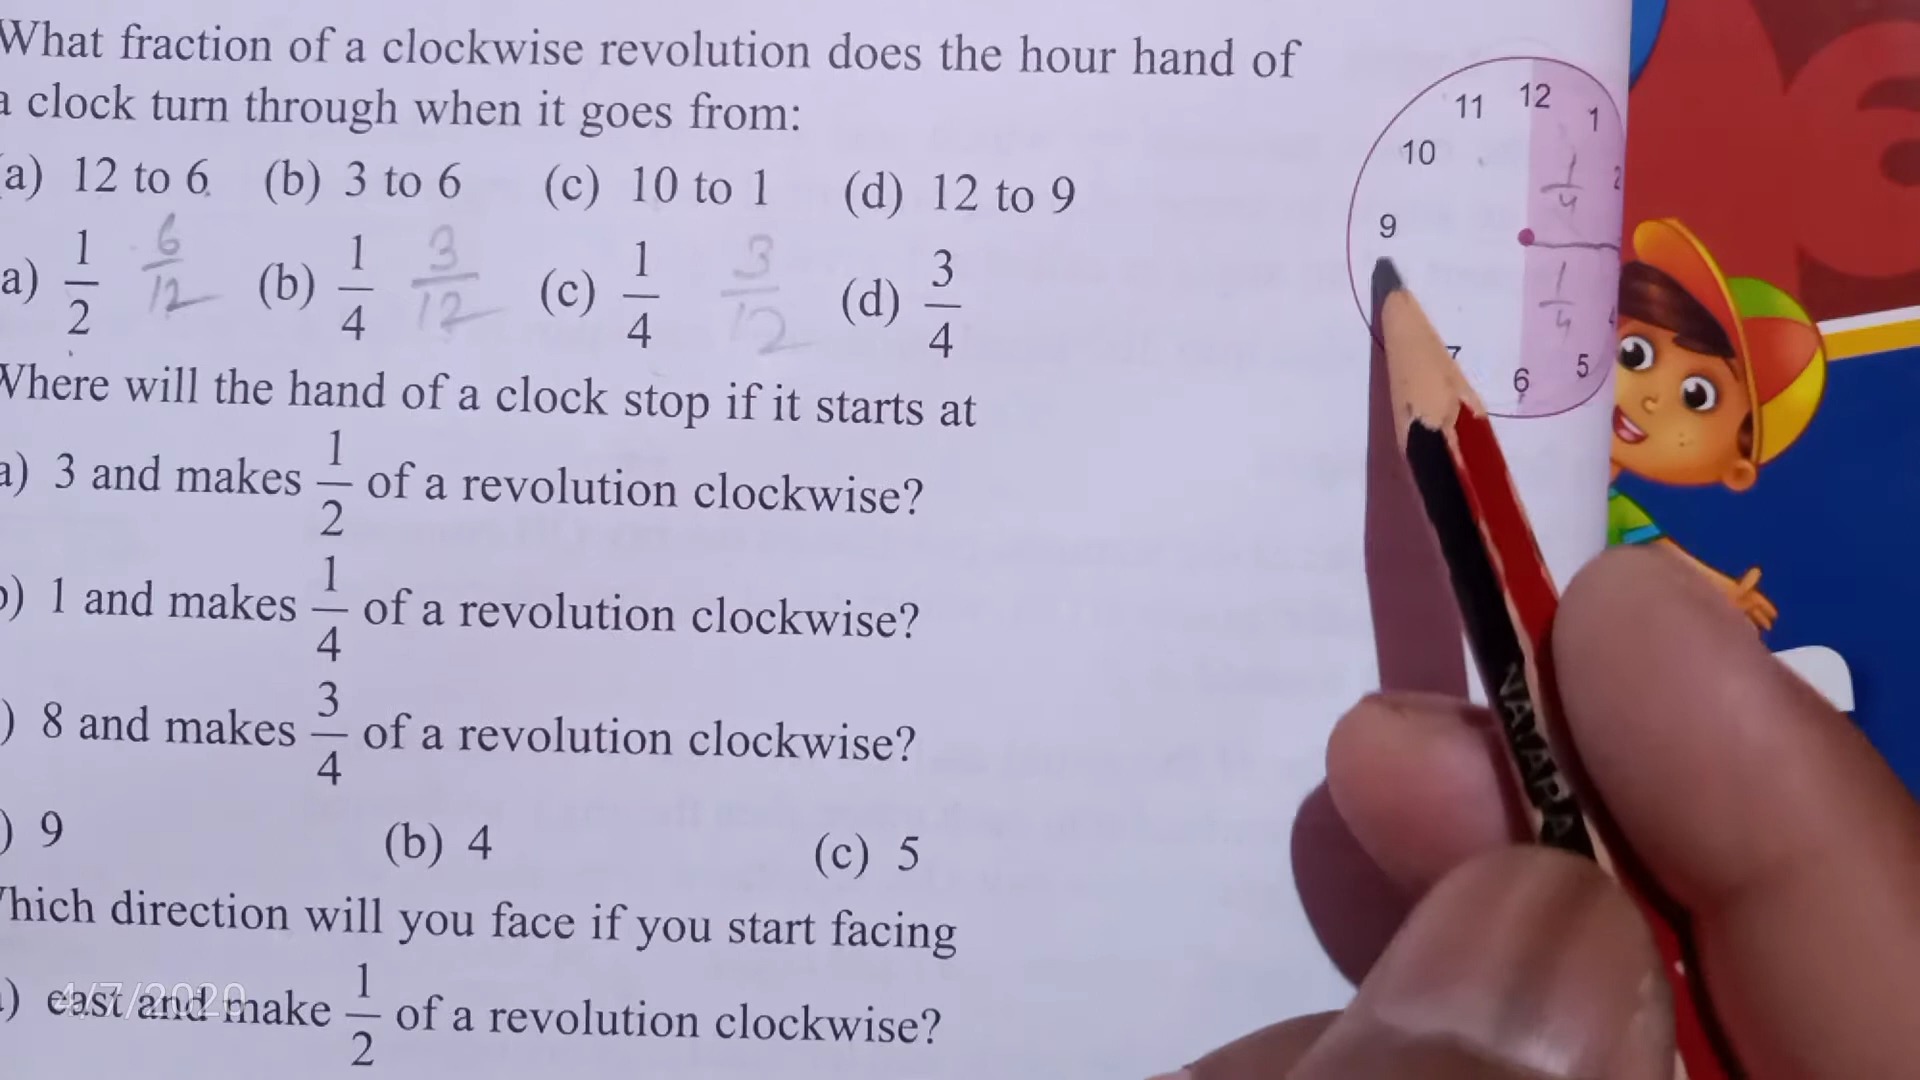 What fraction of a clockwise revolution does the hour hand of
a clock turn through when it goes from:
(a) 12 to 6 (b) 3 to 6 (c) 10 to 1 (d) 12 to 9
a) 1/2 6/12 (b) 1/4 3/12 (c) 1/4 3/12 (d) 3/4
Where will the hand of a clock stop if it starts at
a) 3 and makes 1/2 of a revolution clockwise?
) 1 and makes 1/4 of a revolution clockwise?
) 8 and makes 3/4 of a revolution clockwise?
) 9 (b) 4 (c) 5
Which direction will you face if you start facing
) east and make 1/2 of a revolution clockwise?
4/7/2020
11 12 1
10 1/4 2
9
1/4 4
7 6 5
NATARA